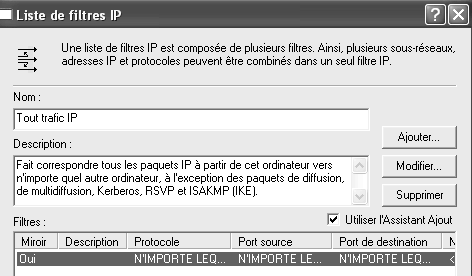 Liste de filtres IP
Une liste de filtres IP est composée de plusieurs filtres. Ainsi, plusieurs sous-réseaux,
adresses IP et protocoles peuvent être combinés dans un seul filtre IP.
Nom :
Tout trafic IP
Ajouter...
Description :
Fait correspondre tous les paquets IP à partir de cet ordinateur vers
n'importe quel autre ordinateur, à l'exception des paquets de diffusion,
de multidiffusion, Kerberos, RSVP et ISAKMP (IKE).
Modifier...
Supprimer
Filtres :
Utiliser l'Assistant Ajout
Miroir Description Protocole Port source Port de destination N
Oui N'IMPORTE LEQ... N'IMPORTE LE... N'IMPORTE LEQ... <